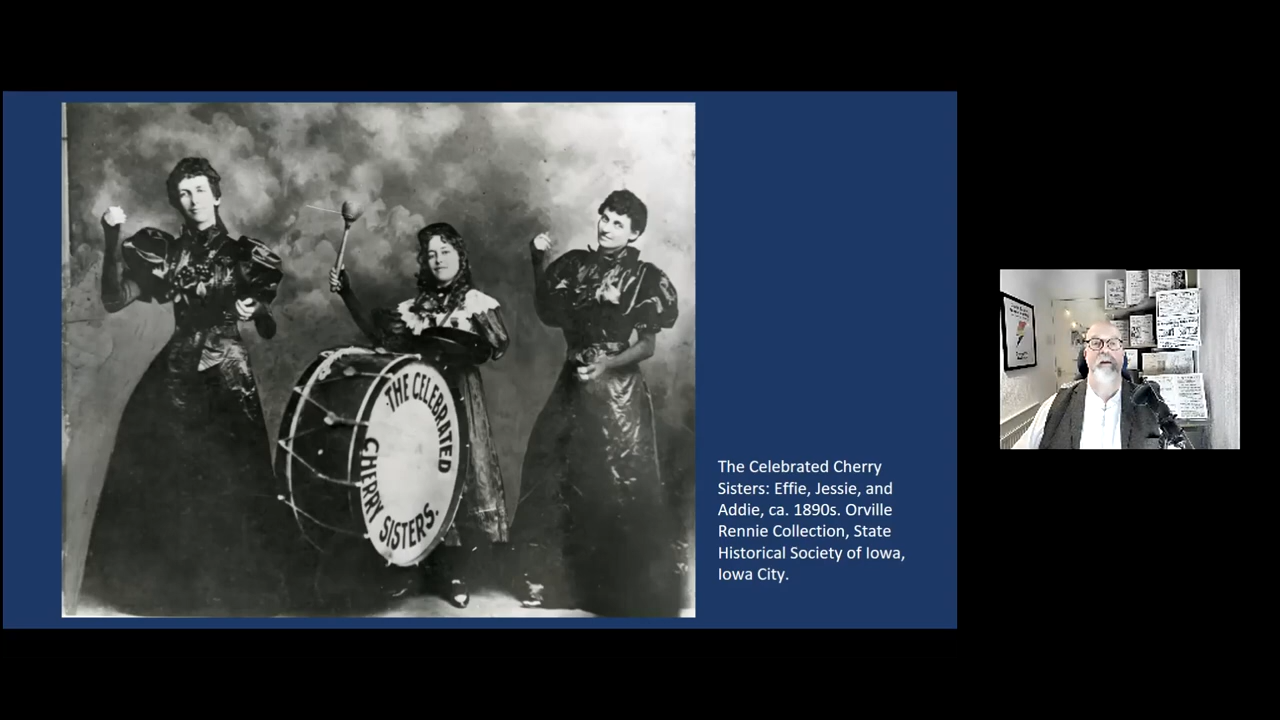 THE CELEBRATED
CHERRY SISTERS.
The Celebrated Cherry
Sisters: Effie, Jessie, and
Addie, ca. 1890s. Orville
Rennie Collection, State
Historical Society of Iowa,
Iowa City.